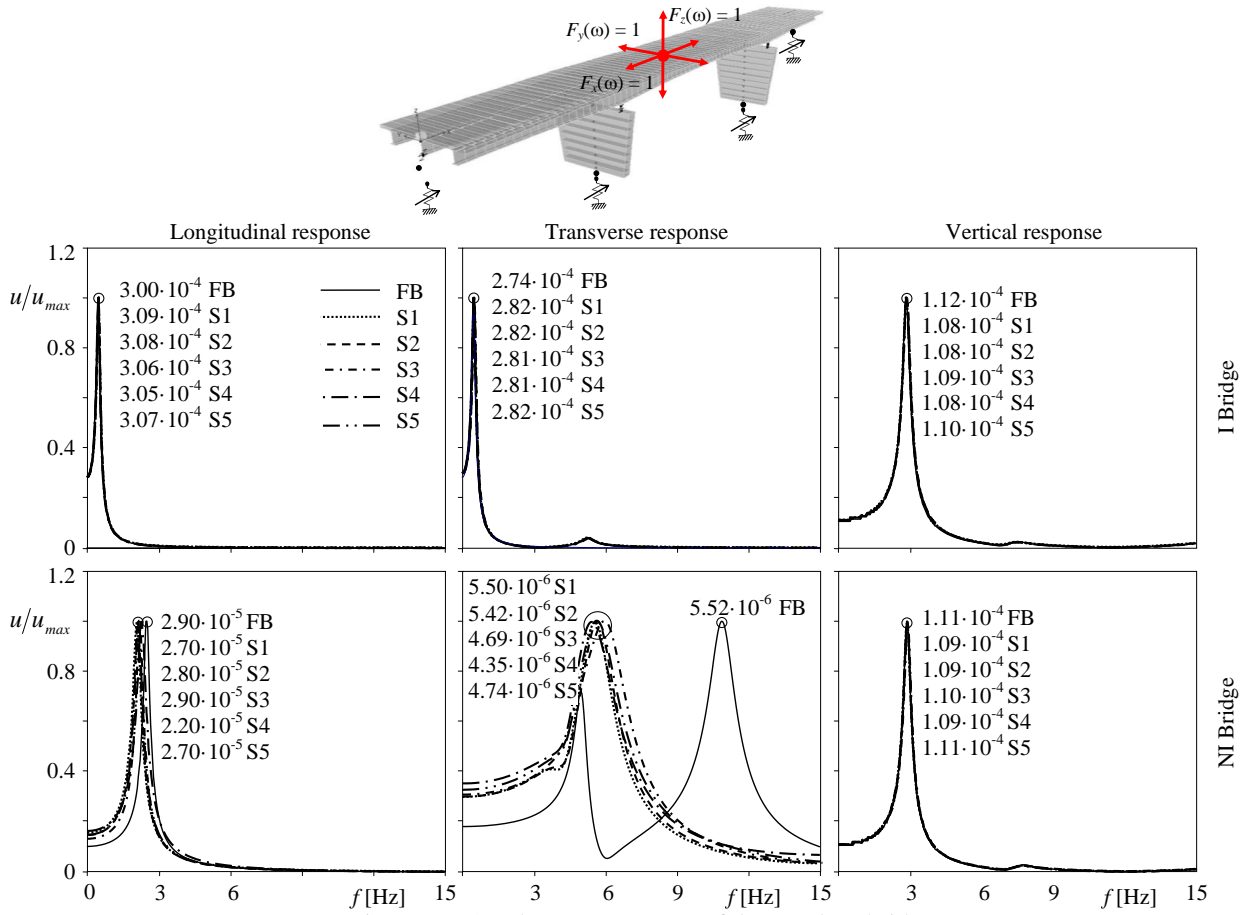 F_z(ω) = 1
F_y(ω) = 1
F_x(ω) = 1
Longitudinal response
Transverse response
Vertical response
1.2
u/u_max
0.8
0.4
0
3.00·10^-4 FB
3.09·10^-4 S1
3.08·10^-4 S2
3.06·10^-4 S3
3.05·10^-4 S4
3.07·10^-4 S5
FB
S1
S2
S3
S4
S5
2.74·10^-4 FB
2.82·10^-4 S1
2.82·10^-4 S2
2.81·10^-4 S3
2.81·10^-4 S4
2.82·10^-4 S5
1.12·10^-4 FB
1.08·10^-4 S1
1.08·10^-4 S2
1.09·10^-4 S3
1.08·10^-4 S4
1.10·10^-4 S5
I Bridge
6 f [Hz]
3 6 9 f [Hz] 15
3 6 9 f [Hz] 15
1.2
u/u_max
0.8
0.4
0
2.90·10^-5 FB
2.70·10^-5 S1
2.80·10^-5 S2
2.90·10^-5 S3
2.20·10^-5 S4
2.70·10^-5 S5
5.50·10^-6 S1
5.42·10^-6 S2
4.69·10^-6 S3
4.35·10^-6 S4
4.74·10^-6 S5
5.52·10^-6 FB
1.11·10^-4 FB
1.09·10^-4 S1
1.09·10^-4 S2
1.10·10^-4 S3
1.09·10^-4 S4
1.11·10^-4 S5
NI Bridge
0 6 f [Hz] 15
3 6 9 f [Hz] 15
3 6 9 f [Hz] 15